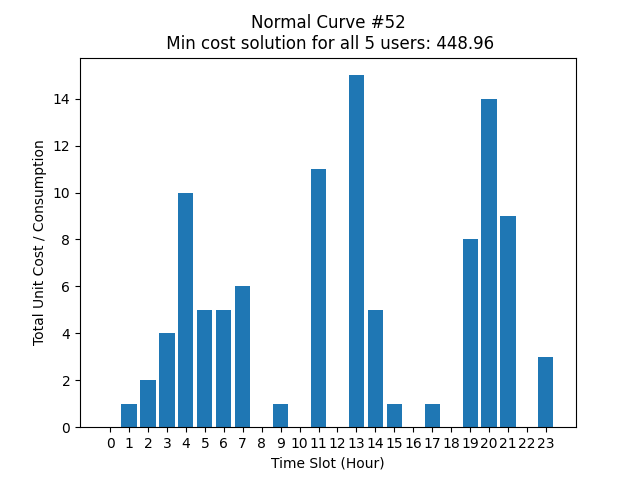 Normal Curve #52
Min cost solution for all 5 users: 448.96
Total Unit Cost / Consumption
14
12
10
8
6
4
2
0
0 1 2 3 4 5 6 7 8 9 10 11 12 13 14 15 16 17 18 19 20 21 22 23
Time Slot (Hour)